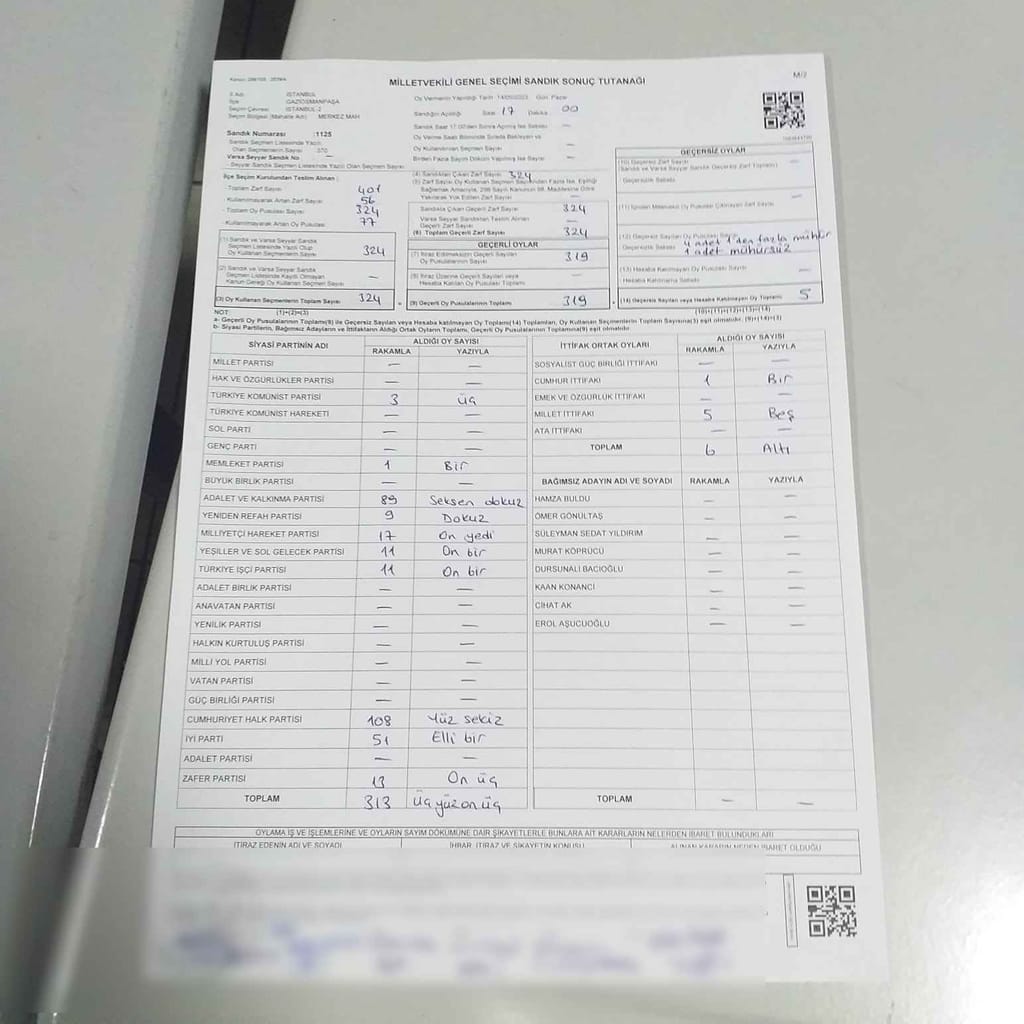 MİLLETVEKİLİ GENEL SEÇİMİ SANDIK SONUÇ TUTANAĞI
M/2
İl Adı: İSTANBUL
İlçe GAZİOSMANPAŞA
Seçim Çevresi İSTANBUL-2
Seçim Bölgesi (Mahalle Adı) MERKEZ MAH
Sandık Numarası :1125
Sandık Seçmen Listesinde Yazılı
Olan Seçmenlerin Sayısı :370
Varsa Seyyar Sandık No —
- Seyyar Sandık Seçmen Listesinde Yazılı Olan Seçmen Sayısı
İlçe Seçim Kurulundan Teslim Alınan :
- Toplam Zarf Sayısı 401
- Kullanılmayarak Artan Zarf Sayısı 56
- Toplam Oy Pusulası Sayısı 324
- Kullanılmayarak Artan Oy Pusulası 77
(1) Sandık ve Varsa Seyyar Sandık
Seçmen Listesinde Yazılı Olup
Oy Kullanan Seçmenlerin Sayısı 324
(2) Sandık ve Varsa Seyyar Sandık
Seçmen Listesinde Kaydı Olmayan
Kanun Gereği Oy Kullanan Seçmen Sayısı —
(3) Oy Kullanan Seçmenlerin Toplam Sayısı 324
Oy Vermenin Yapıldığı Tarih :14/05/2023 Gün: Pazar
Sandığın Açıldığı Saat 17 Dakika 00
Sandık Saat 17.00'den Sonra Açılmış İse Sebebi —
Oy Verme Saati Bitiminde Sırada Bekleyen ve
Oy Kullandırılan Seçmen Sayısı —
Birden Fazla Sayım Döküm Yapılmış İse Sayısı —
(4) Sandıktan Çıkan Zarf Sayısı 324
(5) Zarf Sayısı Oy Kullanan Seçmen Sayısından Fazla İse, Eşitliği
Sağlamak Amacıyla, 298 Sayılı Kanunun 98. Maddesine Göre
Yakılarak Yok Edilen Zarf Sayısı —
Sandıkta Çıkan Geçerli Zarf Sayısı 324
Varsa Seyyar Sandıktan Teslim Alınan
Geçerli Zarf Sayısı —
(6) Toplam Geçerli Zarf Sayısı 324
GEÇERLİ OYLAR
(7) İtiraz Edilmeksizin Geçerli Sayılan
Oy Pusulalarının Sayısı 319
(8) İtiraz Üzerine Geçerli Sayılan veya
Hesaba Katılan Oy Pusulası Toplamı —
(9) Geçerli Oy Pusulalarının Toplamı 319
GEÇERSİZ OYLAR
(10) Geçersiz Zarf Sayısı
(Sandık ve Varsa Seyyar Sandık Geçersiz Zarf Toplamı) —
Geçersizlik Sebebi
(11) İçinden Milletvekili Oy Pusulası Çıkmayan Zarf Sayısı —
(12) Geçersiz Sayılan Oy Pusulası Sayısı
Geçersizlik Sebebi 4 adet 1'den fazla mühür
1 adet mühürsüz
(13) Hesaba Katılmayan Oy Pusulası Sayısı —
Hesaba Katılmama Sebebi
(14) Geçersiz Sayılan veya Hesaba Katılmayan Oy Toplamı 5
NOT: (1)+(2)=(3) (10)+(11)+(12)+(13)=(14)
a- Geçerli Oy Pusulalarının Toplamı(9) ile Geçersiz Sayılan veya Hesaba katılmayan Oy Toplamı(14) Toplamları, Oy Kullanan Seçmenlerin Toplam Sayısına(3) eşit olmalıdır. (9)+(14)=(3)
b- Siyasi Partilerin, Bağımsız Adayların ve İttifakların Aldığı Ortak Oyların Toplamı, Geçerli Oy Pusulalarının Toplamına(9) eşit olmalıdır.
SİYASİ PARTİNİN ADI ALDIĞI OY SAYISI
RAKAMLA YAZIYLA
MİLLET PARTİSİ — —
HAK VE ÖZGÜRLÜKLER PARTİSİ — —
TÜRKİYE KOMÜNİST PARTİSİ 3 üç
TÜRKİYE KOMÜNİST HAREKETİ — —
SOL PARTİ — —
GENÇ PARTİ — —
MEMLEKET PARTİSİ 1 Bir
BÜYÜK BİRLİK PARTİSİ — —
ADALET VE KALKINMA PARTİSİ 89 Seksen dokuz
YENİDEN REFAH PARTİSİ 9 Dokuz
MİLLİYETÇİ HAREKET PARTİSİ 17 On yedi
YEŞİLLER VE SOL GELECEK PARTİSİ 11 On bir
TÜRKİYE İŞÇİ PARTİSİ 11 On bir
ADALET BİRLİK PARTİSİ — —
ANAVATAN PARTİSİ — —
YENİLİK PARTİSİ — —
HALKIN KURTULUŞ PARTİSİ — —
MİLLİ YOL PARTİSİ — —
VATAN PARTİSİ — —
GÜÇ BİRLİĞİ PARTİSİ — —
CUMHURİYET HALK PARTİSİ 108 Yüz sekiz
İYİ PARTİ 51 Elli bir
ADALET PARTİSİ — —
ZAFER PARTİSİ 13 On üç
TOPLAM 313 üçyüzonüç
İTTİFAK ORTAK OYLARI ALDIĞI OY SAYISI
RAKAMLA YAZIYLA
SOSYALİST GÜÇ BİRLİĞİ İTTİFAKI — —
CUMHUR İTTİFAKI 1 Bir
EMEK VE ÖZGÜRLÜK İTTİFAKI — —
MİLLET İTTİFAKI 5 Beş
ATA İTTİFAKI — —
TOPLAM 6 Altı
BAĞIMSIZ ADAYIN ADI VE SOYADI RAKAMLA YAZIYLA
HAMZA BULDU — —
ÖMER GÖNÜLTAŞ — —
SÜLEYMAN SEDAT YILDIRIM — —
MURAT KÖPRÜCÜ — —
DURSUNALİ BACIOĞLU — —
KAAN KONANCİ — —
CİHAT AK — —
EROL AŞUCUOĞLU — —
TOPLAM — —
OYLAMA İŞ VE İŞLEMLERİNE VE OYLARIN SAYIM DÖKÜMÜNE DAİR ŞİKAYETLERLE BUNLARA AİT KARARLARIN NELERDEN İBARET BULUNDUKLARI
İTİRAZ EDENİN ADI VE SOYADI İHBAR, İTİRAZ VE ŞİKAYETİN KONUSU ALINAN KARARIN NEDEN İBARET OLDUĞU